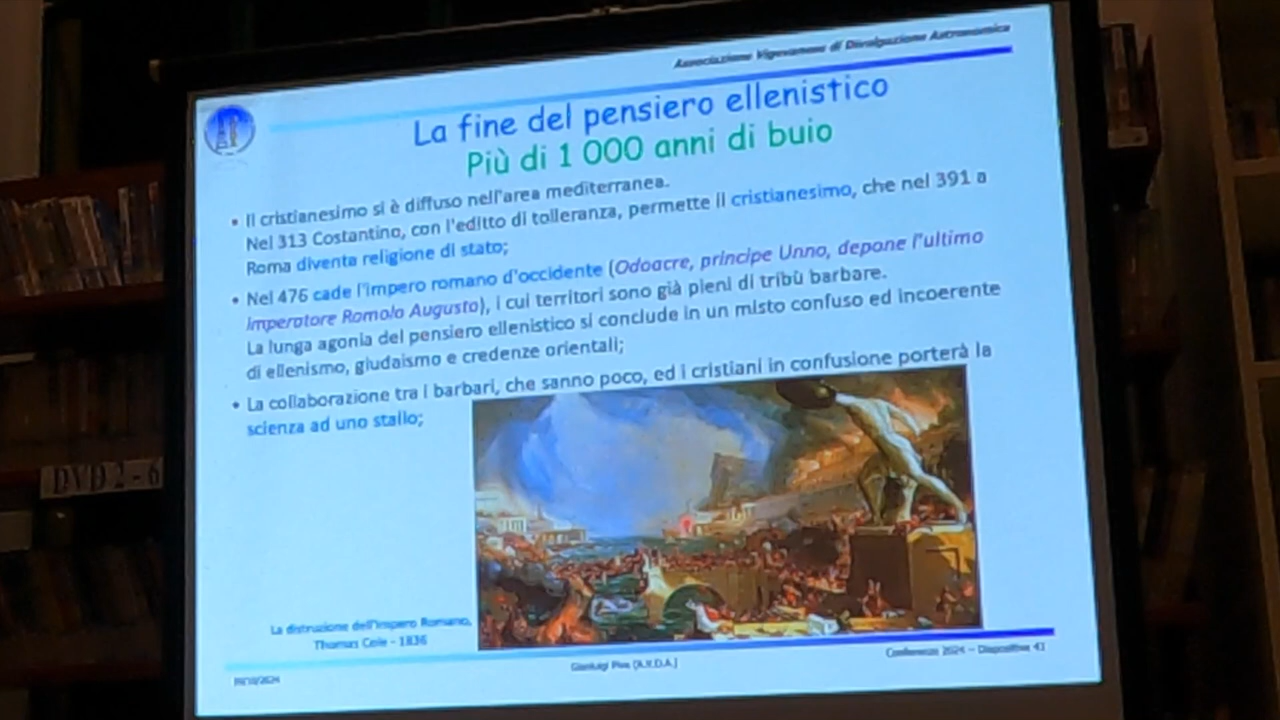 Associazione Vigevanese di Divulgazione Astronomica
La fine del pensiero ellenistico
Più di 1 000 anni di buio
• Il cristianesimo si è diffuso nell'area mediterranea.
Nel 313 Costantino, con l'editto di tolleranza, permette il cristianesimo, che nel 391 a
Roma diventa religione di stato;
• Nel 476 cade l'impero romano d'occidente (Odoacre, principe Unno, depone l'ultimo
imperatore Romolo Augusto), i cui territori sono già pieni di tribù barbare.
La lunga agonia del pensiero ellenistico si conclude in un misto confuso ed incoerente
di ellenismo, giudaismo e credenze orientali;
• La collaborazione tra i barbari, che sanno poco, ed i cristiani in confusione porterà la
scienza ad uno stallo;
DVD 2-6
La distruzione dell'Impero Romano,
Thomas Cole - 1836
Gianluigi (A.V.D.A.)
Conferenze 2024 – Diapositiva 41